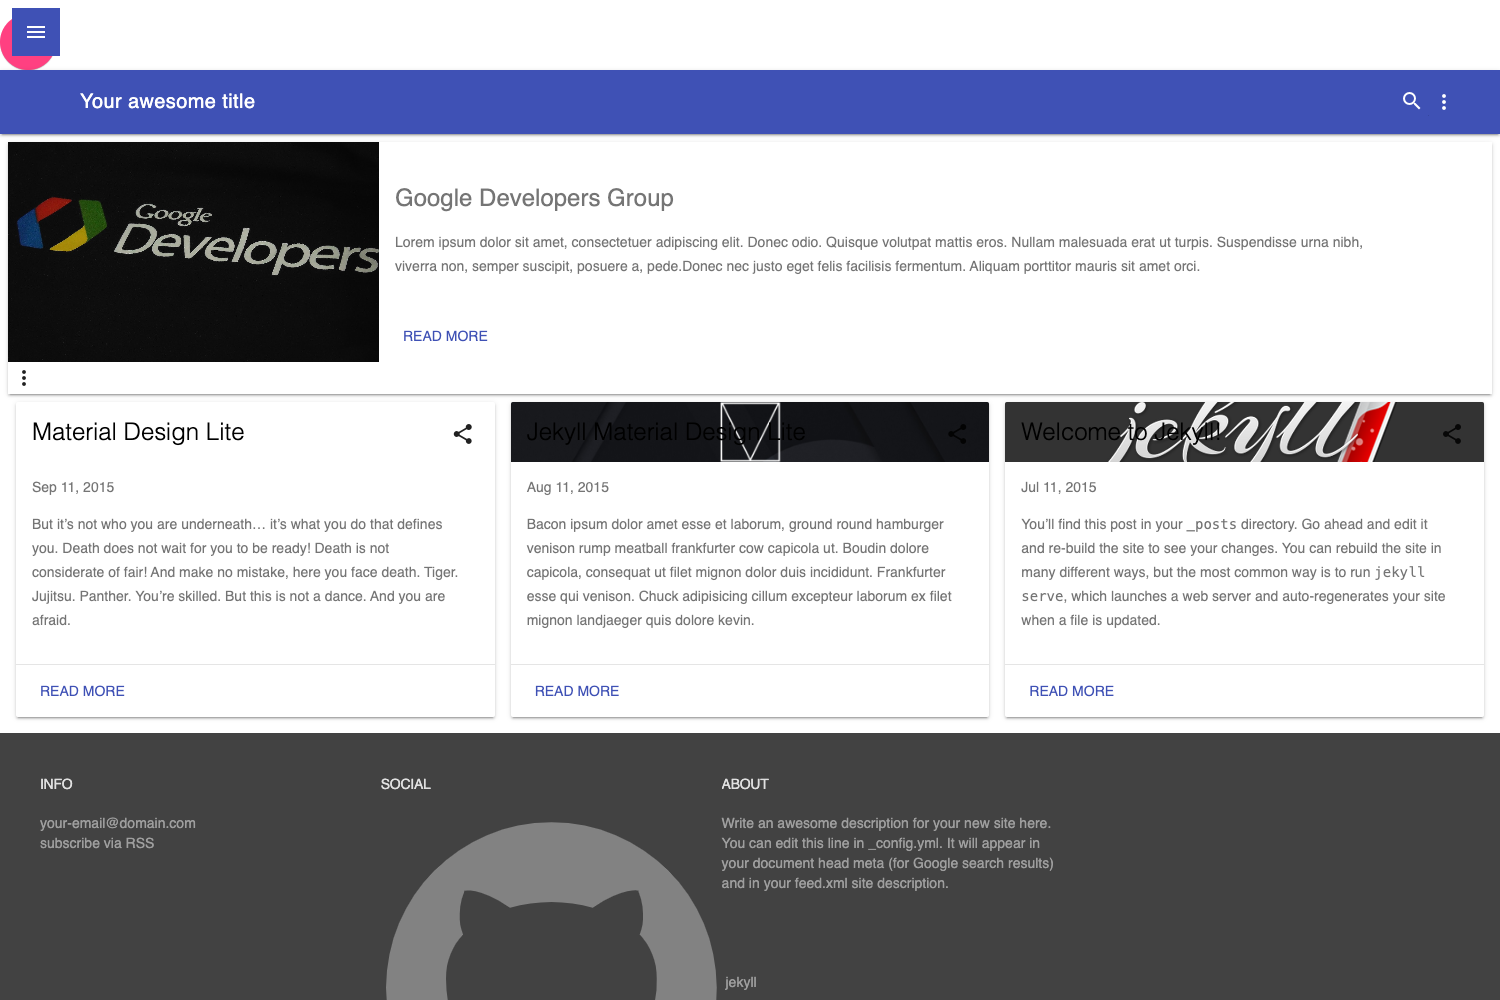 Your awesome title
Google
Developers
Google Developers Group
Lorem ipsum dolor sit amet, consectetuer adipiscing elit. Donec odio. Quisque volutpat mattis eros. Nullam malesuada erat ut turpis. Suspendisse urna nibh,
viverra non, semper suscipit, posuere a, pede.Donec nec justo eget felis facilisis fermentum. Aliquam porttitor mauris sit amet orci.
READ MORE
Material Design Lite
Sep 11, 2015
But it’s not who you are underneath… it’s what you do that defines
you. Death does not wait for you to be ready! Death is not
considerate of fair! And make no mistake, here you face death. Tiger.
Jujitsu. Panther. You’re skilled. But this is not a dance. And you are
afraid.
READ MORE
Jekyll Material Design Lite
Aug 11, 2015
Bacon ipsum dolor amet esse et laborum, ground round hamburger
venison rump meatball frankfurter cow capicola ut. Boudin dolore
capicola, consequat ut filet mignon dolor duis incididunt. Frankfurter
esse qui venison. Chuck adipisicing cillum excepteur laborum ex filet
mignon landjaeger quis dolore kevin.
READ MORE
jekyll
Welcome to Jekyll!
Jul 11, 2015
You’ll find this post in your _posts directory. Go ahead and edit it
and re-build the site to see your changes. You can rebuild the site in
many different ways, but the most common way is to run jekyll
serve, which launches a web server and auto-regenerates your site
when a file is updated.
READ MORE
INFO
your-email@domain.com
subscribe via RSS
SOCIAL
jekyll
ABOUT
Write an awesome description for your new site here.
You can edit this line in _config.yml. It will appear in
your document head meta (for Google search results)
and in your feed.xml site description.